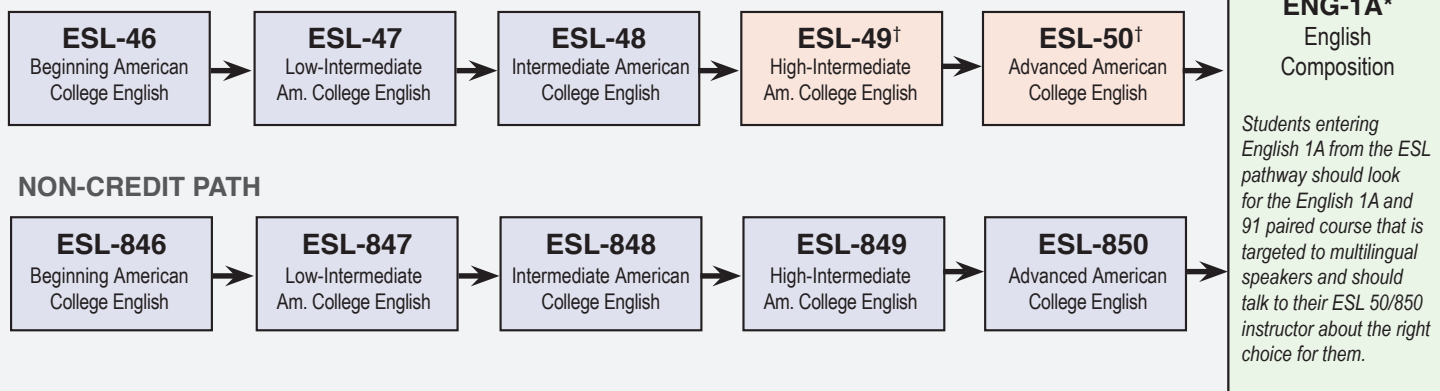 ESL-46
Beginning American
College English
ESL-47
Low-Intermediate
Am. College English
ESL-48
Intermediate American
College English
ESL-49†
High-Intermediate
Am. College English
ESL-50†
Advanced American
College English
ENG-1A*
English
Composition
Students entering
English 1A from the ESL
pathway should look
for the English 1A and
91 paired course that is
targeted to multilingual
speakers and should
talk to their ESL 50/850
instructor about the right
choice for them.
NON-CREDIT PATH
ESL-846
Beginning American
College English
ESL-847
Low-Intermediate
Am. College English
ESL-848
Intermediate American
College English
ESL-849
High-Intermediate
Am. College English
ESL-850
Advanced American
College English